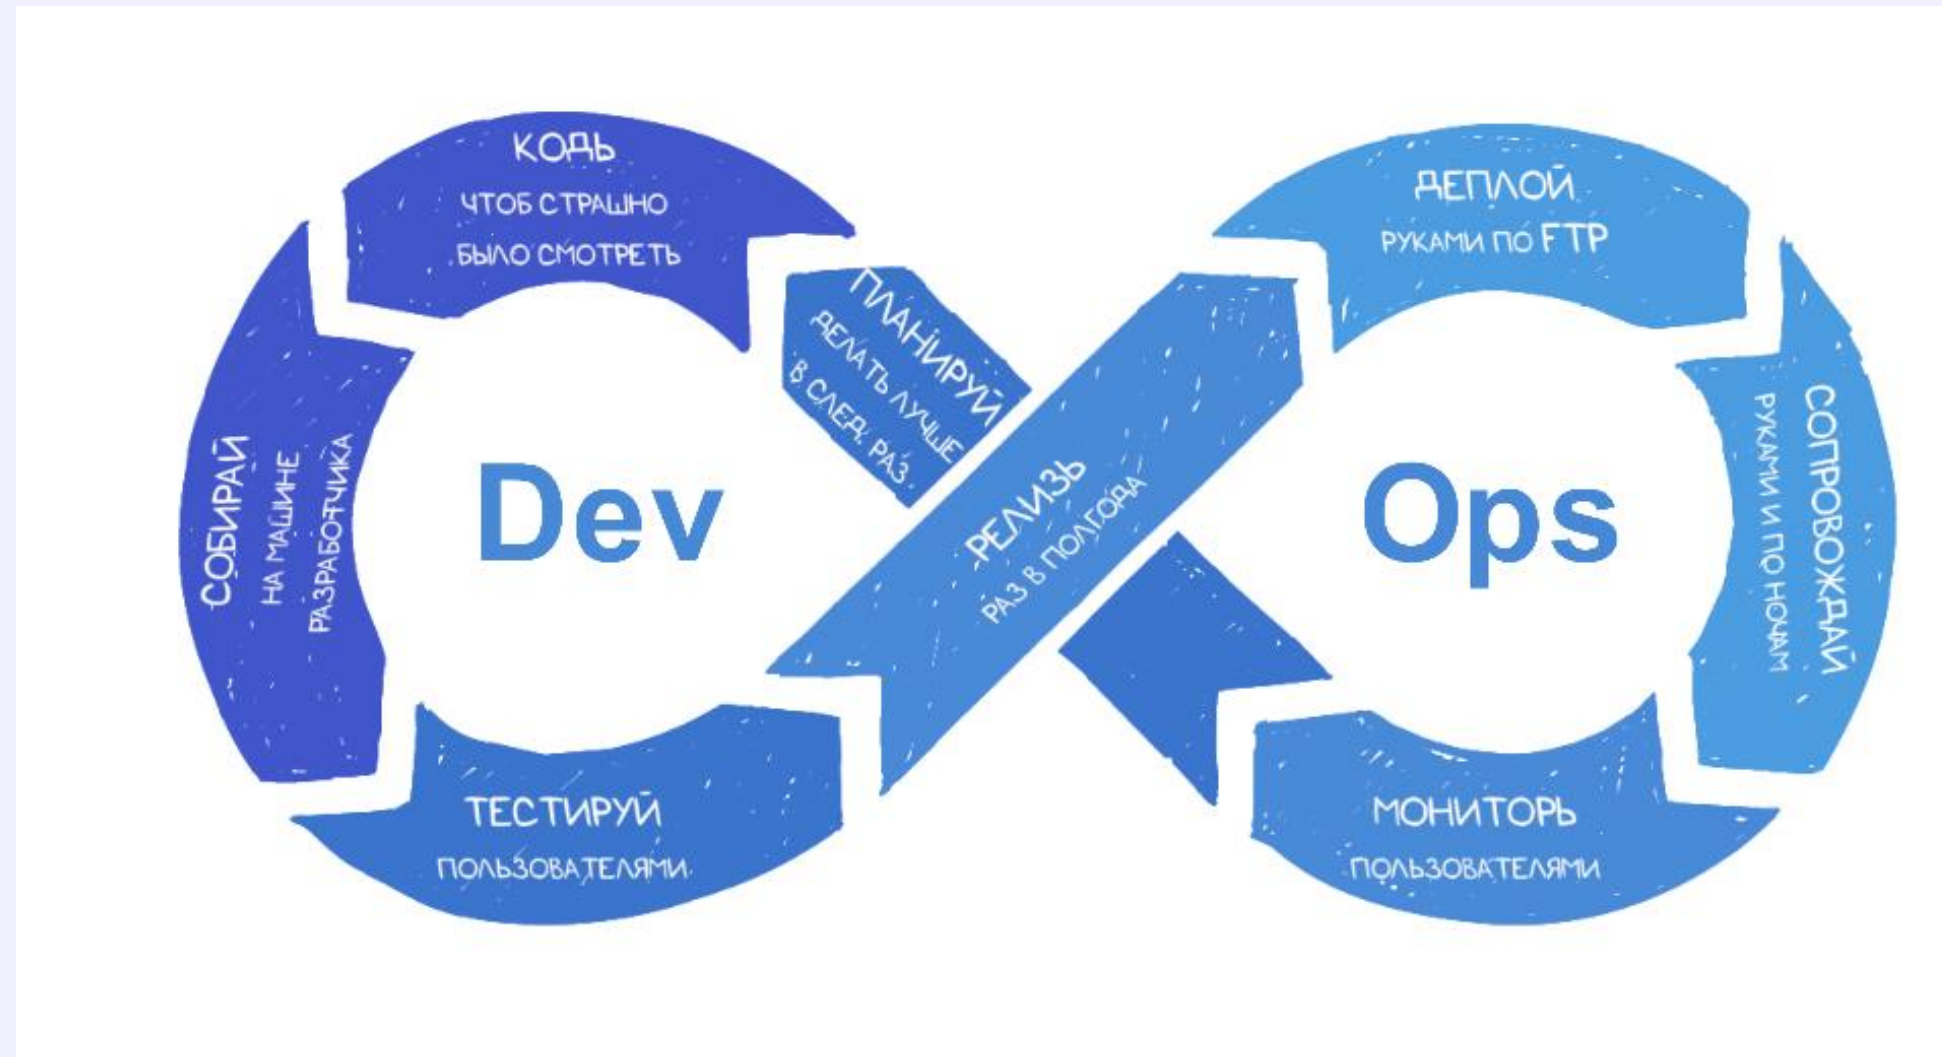 КОДЬ
ЧТОБ СТРАШНО
БЫЛО СМОТРЕТЬ
ПЛАНИРУЙ
ДЕЛАТЬ ЛУЧШЕ
В СЛЕД. РАЗ.
СОБИРАЙ
НА МАШИНЕ
РАЗРАБОТЧИКА
Dev
ТЕСТИРУЙ
ПОЛЬЗОВАТЕЛЯМИ
РЕЛИЗЬ
РАЗ В ПОЛГОДА
ДЕПЛОЙ
РУКАМИ ПО FTP
Ops
СОПРОВОЖДАЙ
РУКАМИ И ПО НОЧАМ
МОНИТОРЬ
ПОЛЬЗОВАТЕЛЯМИ